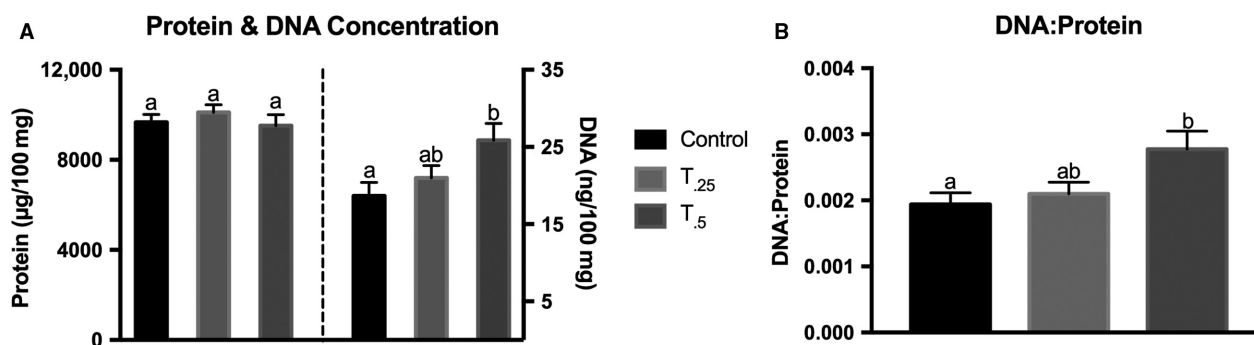 A
Protein & DNA Concentration
Protein (µg/100 mg)
12,000
8000
4000
0
a
a
a
a
ab
b
35
25
15
5
DNA (ng/100 mg)
Control
T.25
T.5
B
DNA:Protein
DNA:Protein
0.004
0.003
0.002
0.001
0.000
a
ab
b